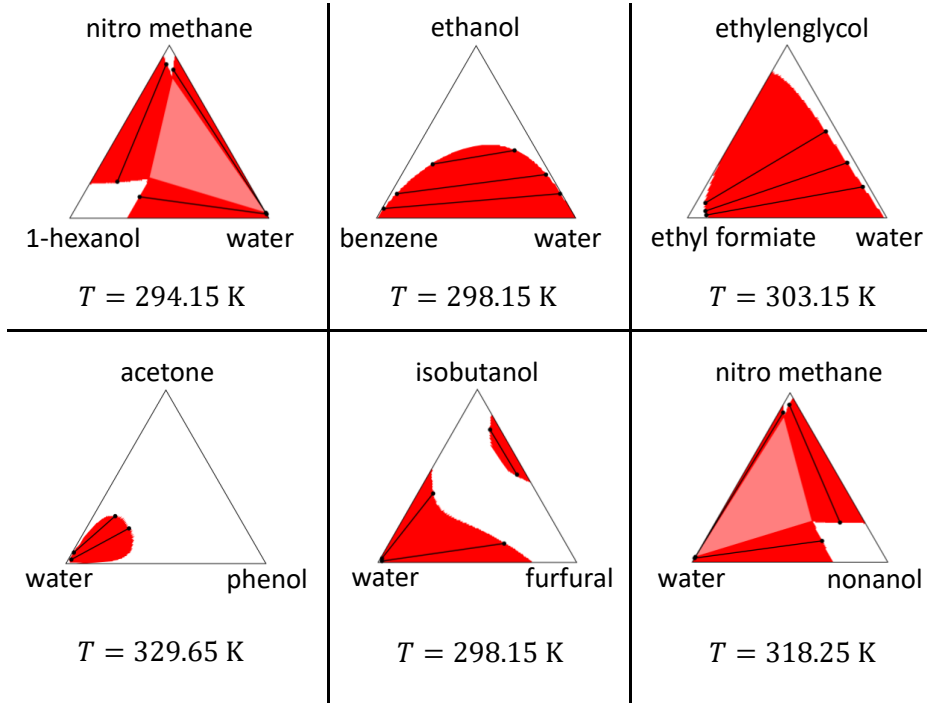 nitro methane
1-hexanol water
T = 294.15 K
ethanol
benzene water
T = 298.15 K
ethylenglycol
ethyl formiate water
T = 303.15 K
acetone
water phenol
T = 329.65 K
isobutanol
water furfural
T = 298.15 K
nitro methane
water nonanol
T = 318.25 K